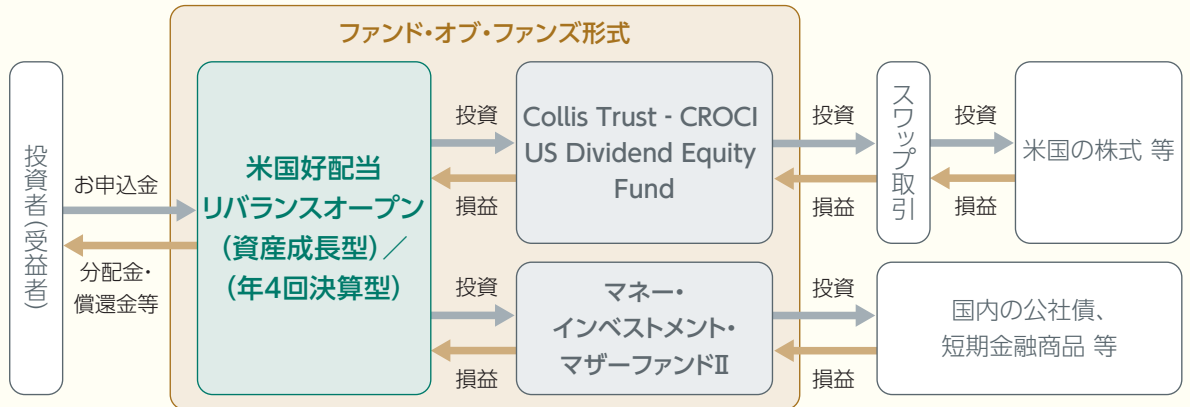 ファンド・オブ・ファンズ形式
投資者(受益者)
お申込金
分配金・
償還金等
米国好配当
リバランスオープン
(資産成長型)／
(年4回決算型)
投資
損益
Collis Trust - CROCI
US Dividend Equity
Fund
投資
損益
スワップ取引
投資
損益
米国の株式 等
投資
損益
マネー・
インベストメント・
マザーファンドⅡ
投資
損益
国内の公社債、
短期金融商品 等